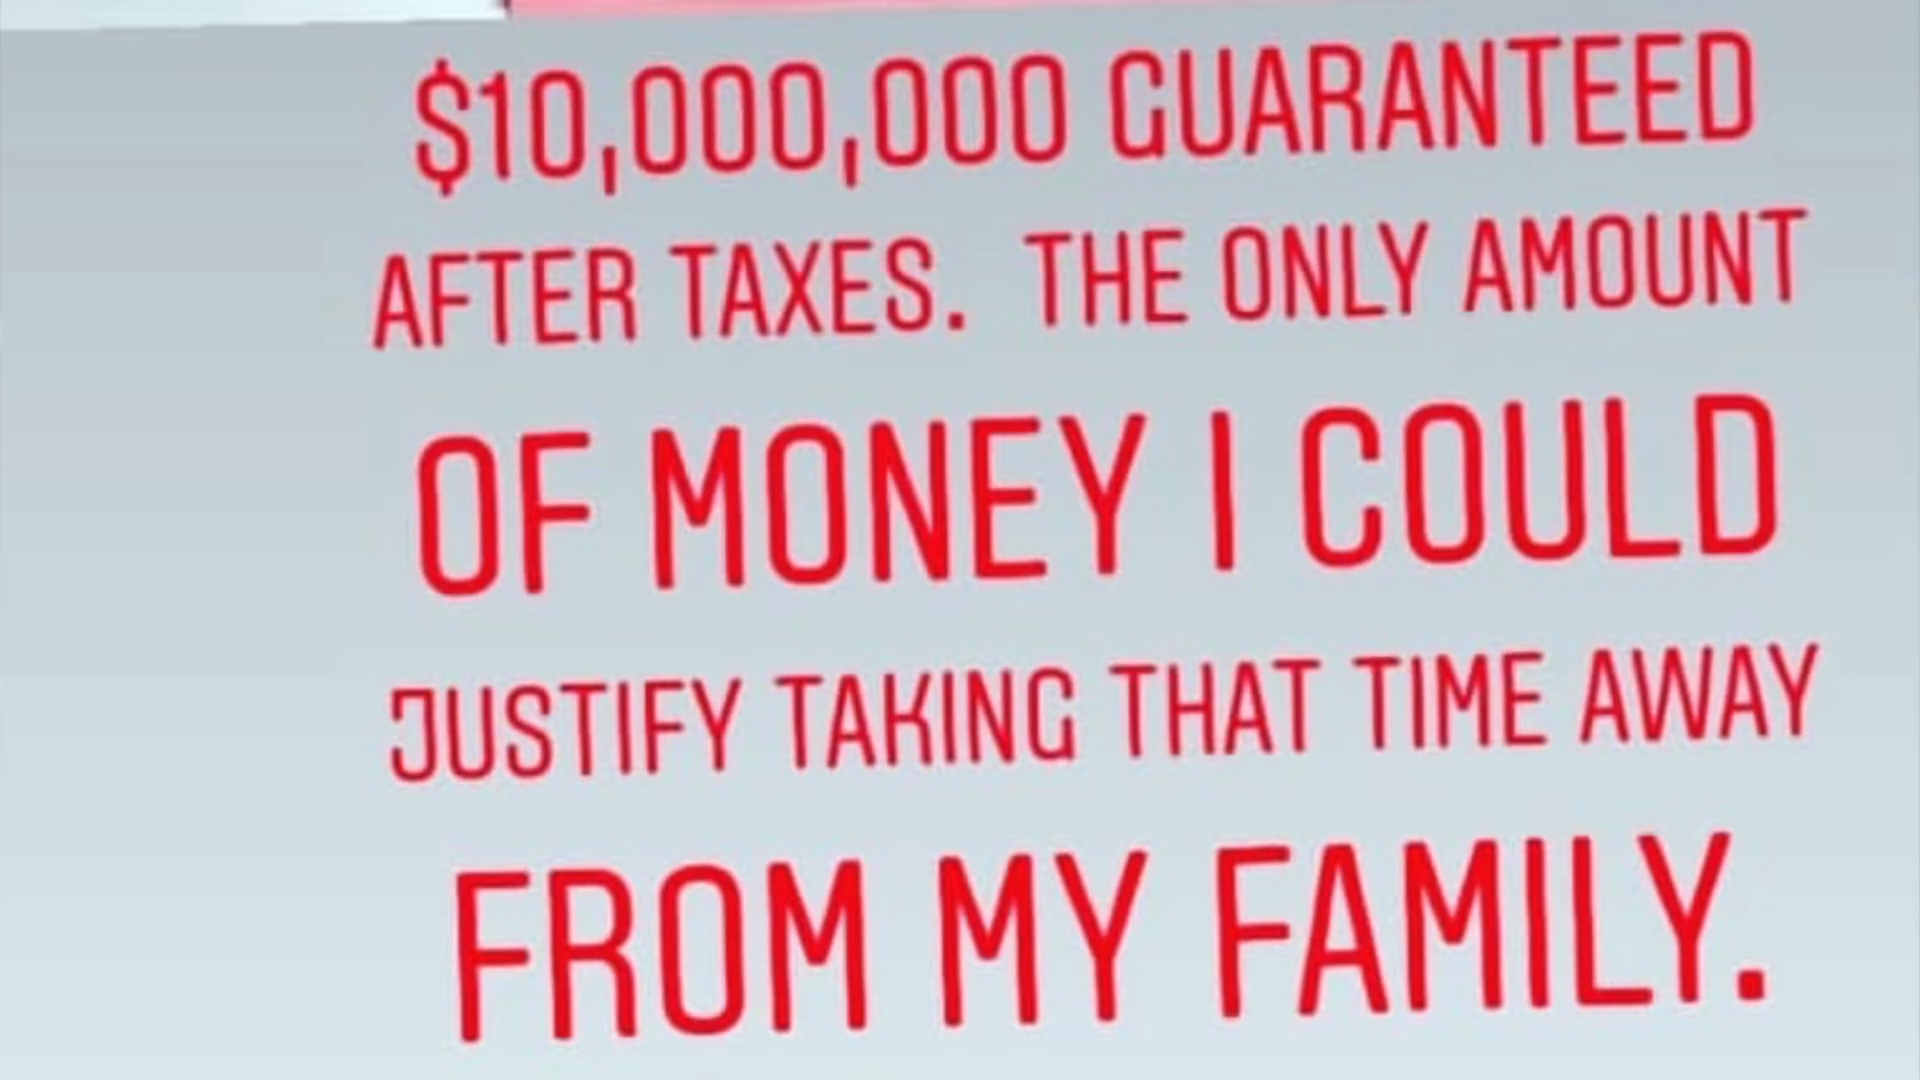 $10,000,000 GUARANTEED
AFTER TAXES. THE ONLY AMOUNT
OF MONEY I COULD
JUSTIFY TAKING THAT TIME AWAY
FROM MY FAMILY.